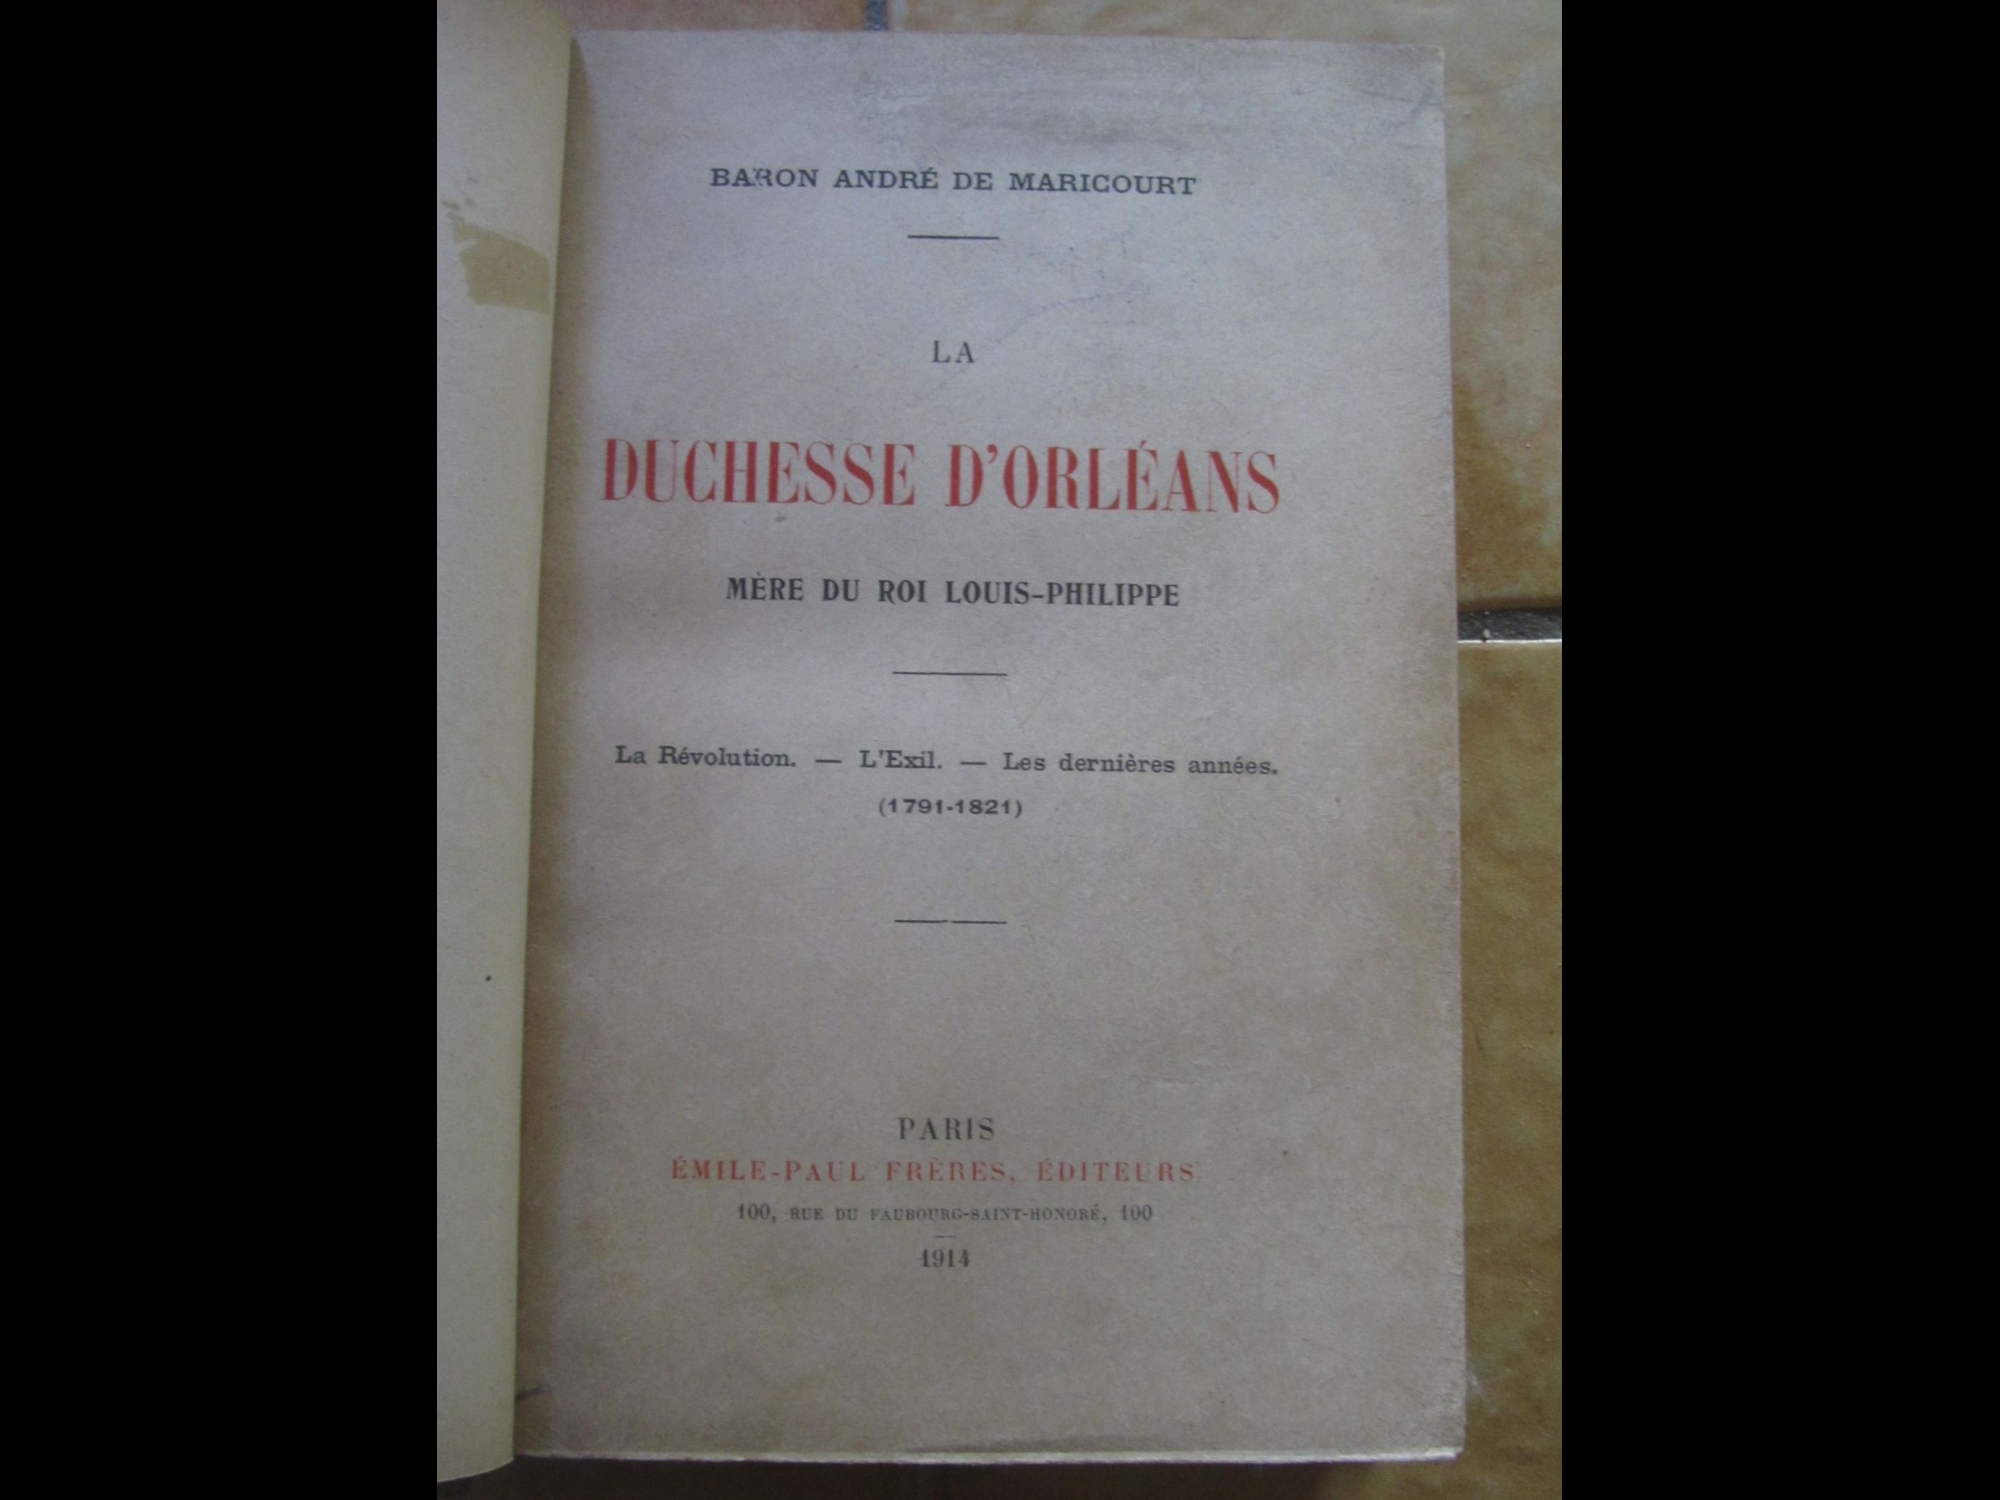 BARON ANDRÉ DE MARICOURT
LA
DUCHESSE D'ORLÉANS
MÈRE DU ROI LOUIS-PHILIPPE
La Révolution. — L'Exil. — Les dernières années.
(1791-1821)
PARIS
ÉMILE-PAUL FRÈRES, ÉDITEURS
100, RUE DU FAUBOURG-SAINT-HONORÉ, 100
1914